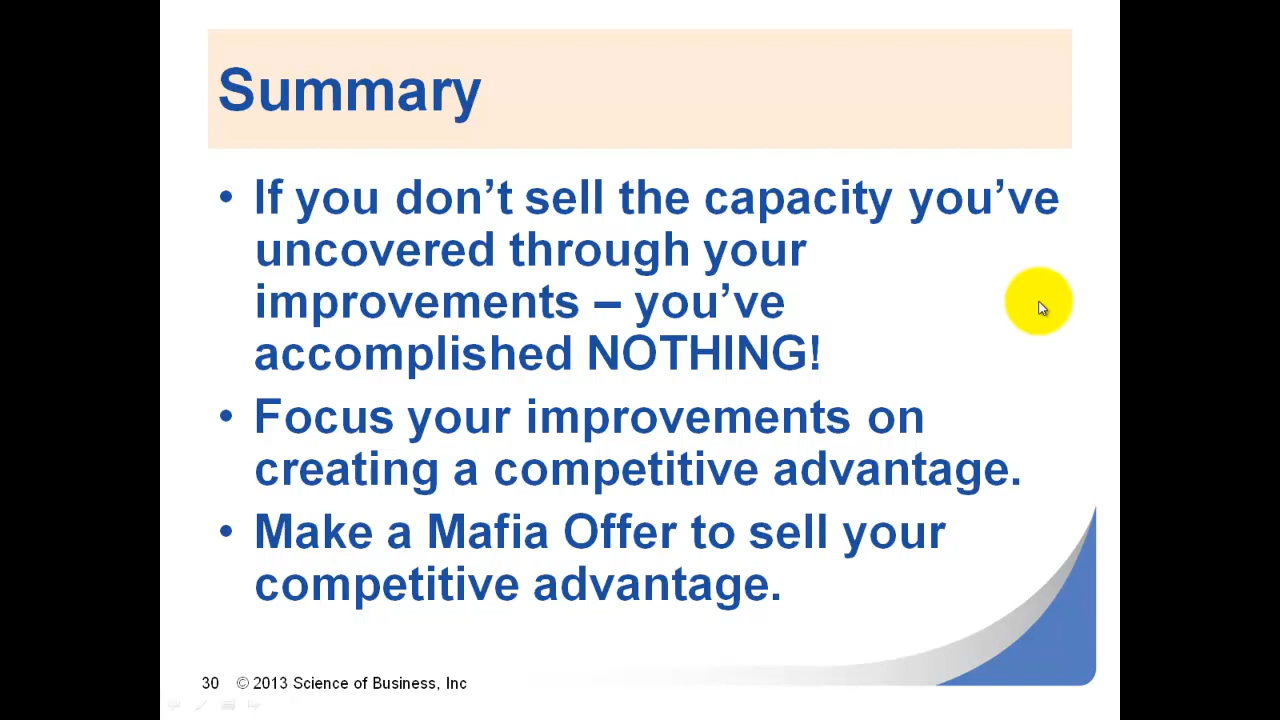 Summary
• If you don’t sell the capacity you’ve
uncovered through your
improvements – you’ve
accomplished NOTHING!
• Focus your improvements on
creating a competitive advantage.
• Make a Mafia Offer to sell your
competitive advantage.
30 © 2013 Science of Business, Inc